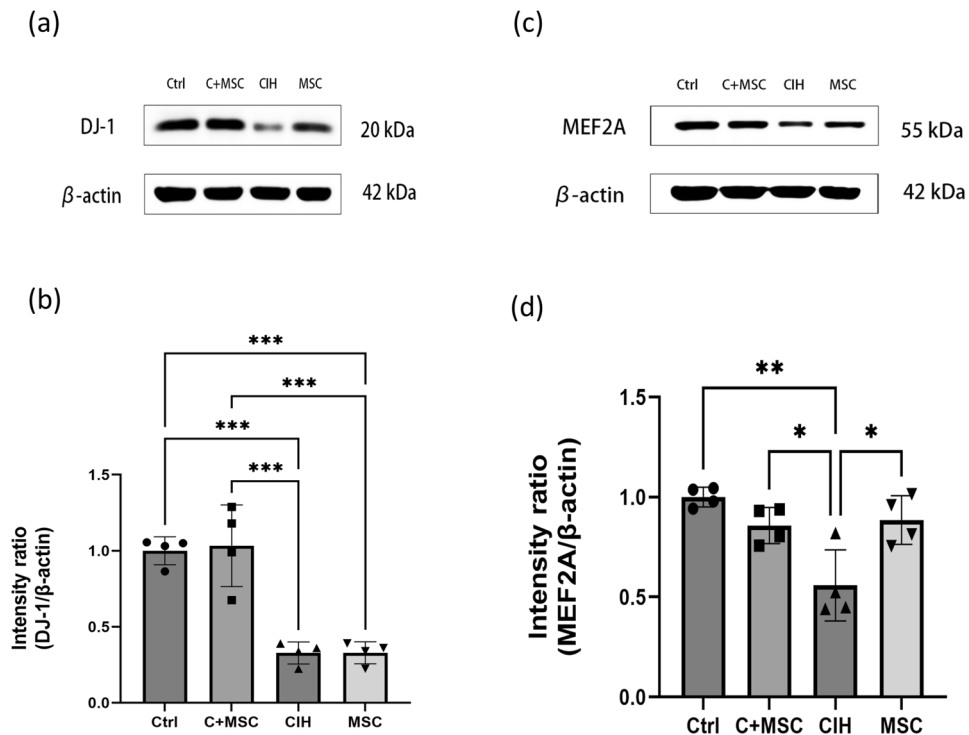 (a)
Ctrl C+MSC CIH MSC
DJ-1 20 kDa
β-actin 42 kDa
(c)
Ctrl C+MSC CIH MSC
MEF2A 55 kDa
β-actin 42 kDa
(b)
***
***
***
***
Intensity ratio
(DJ-1/β-actin)
1.5
1.0
0.5
0.0
Ctrl C+MSC CIH MSC
(d)
**
* *
Intensity ratio
(MEF2A/β-actin)
1.5
1.0
0.5
0.0
Ctrl C+MSC CIH MSC